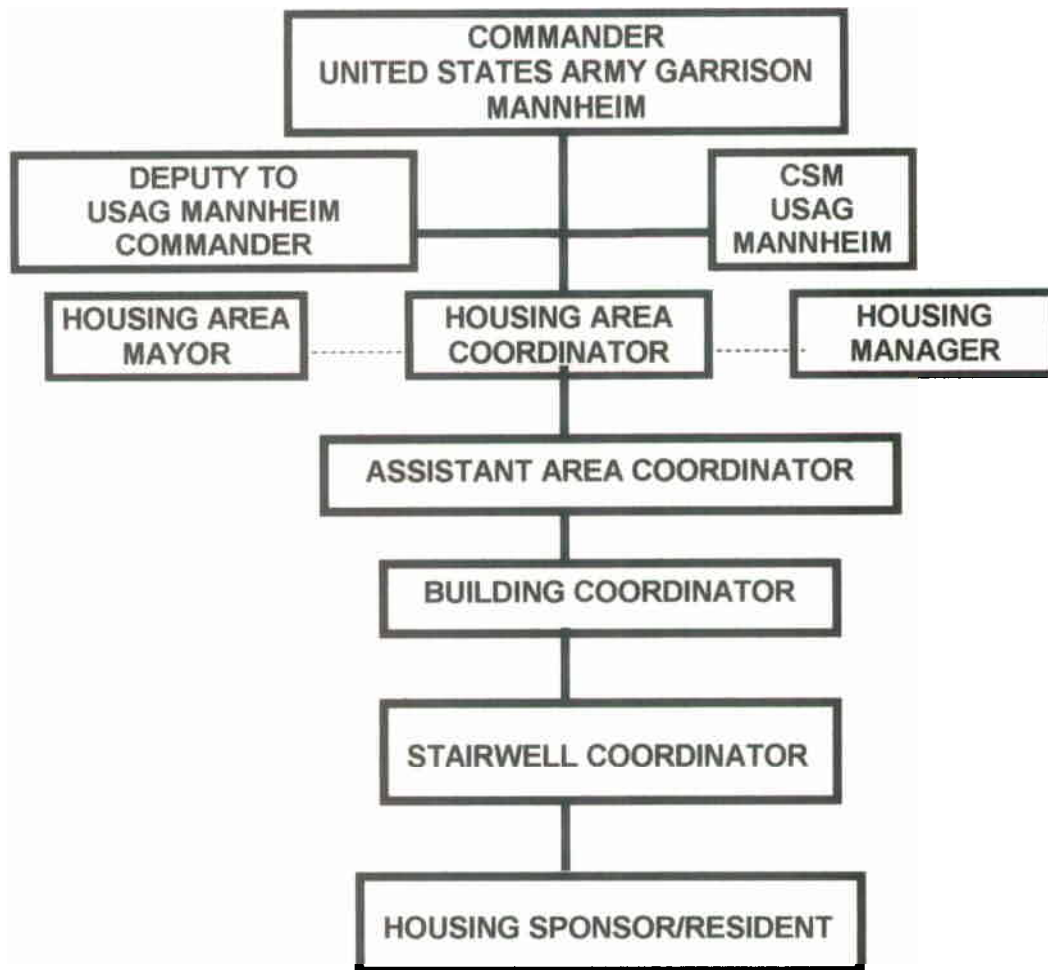 COMMANDER
UNITED STATES ARMY GARRISON
MANNHEIM
DEPUTY TO
USAG MANNHEIM
COMMANDER
CSM
USAG
MANNHEIM
HOUSING AREA
MAYOR
HOUSING AREA
COORDINATOR
HOUSING
MANAGER
ASSISTANT AREA COORDINATOR
BUILDING COORDINATOR
STAIRWELL COORDINATOR
HOUSING SPONSOR/RESIDENT